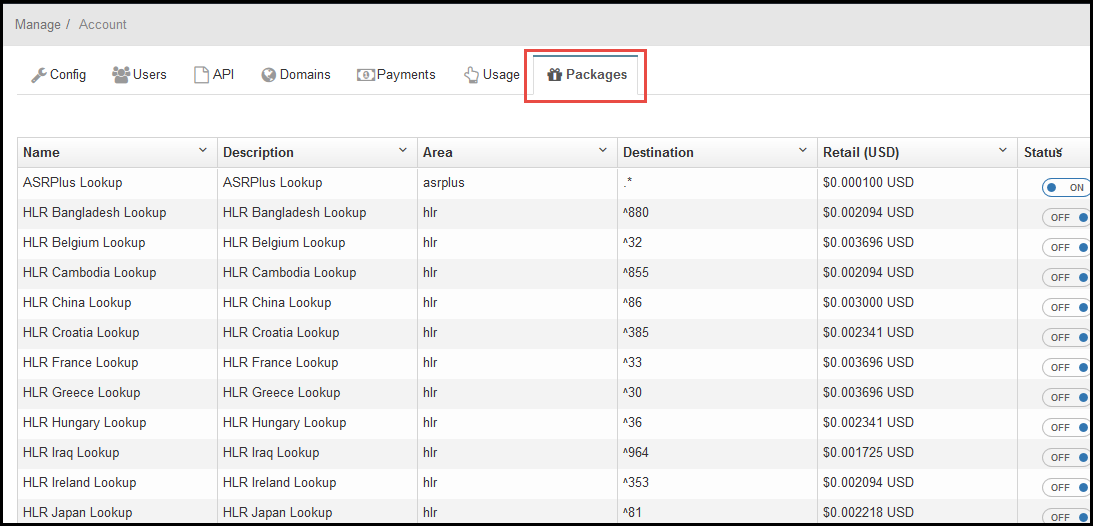 Manage / Account
Config Users API Domains Payments Usage Packages
Name Description Area Destination Retail (USD) Status
ASRPlus Lookup ASRPlus Lookup asrplus .* $0.000100 USD ON
HLR Bangladesh Lookup HLR Bangladesh Lookup hlr ^880 $0.002094 USD OFF
HLR Belgium Lookup HLR Belgium Lookup hlr ^32 $0.003696 USD OFF
HLR Cambodia Lookup HLR Cambodia Lookup hlr ^855 $0.002094 USD OFF
HLR China Lookup HLR China Lookup hlr ^86 $0.003000 USD OFF
HLR Croatia Lookup HLR Croatia Lookup hlr ^385 $0.002341 USD OFF
HLR France Lookup HLR France Lookup hlr ^33 $0.003696 USD OFF
HLR Greece Lookup HLR Greece Lookup hlr ^30 $0.003696 USD OFF
HLR Hungary Lookup HLR Hungary Lookup hlr ^36 $0.002341 USD OFF
HLR Iraq Lookup HLR Iraq Lookup hlr ^964 $0.001725 USD OFF
HLR Ireland Lookup HLR Ireland Lookup hlr ^353 $0.002094 USD OFF
HLR Japan Lookup HLR Japan Lookup hlr ^81 $0.002218 USD OFF